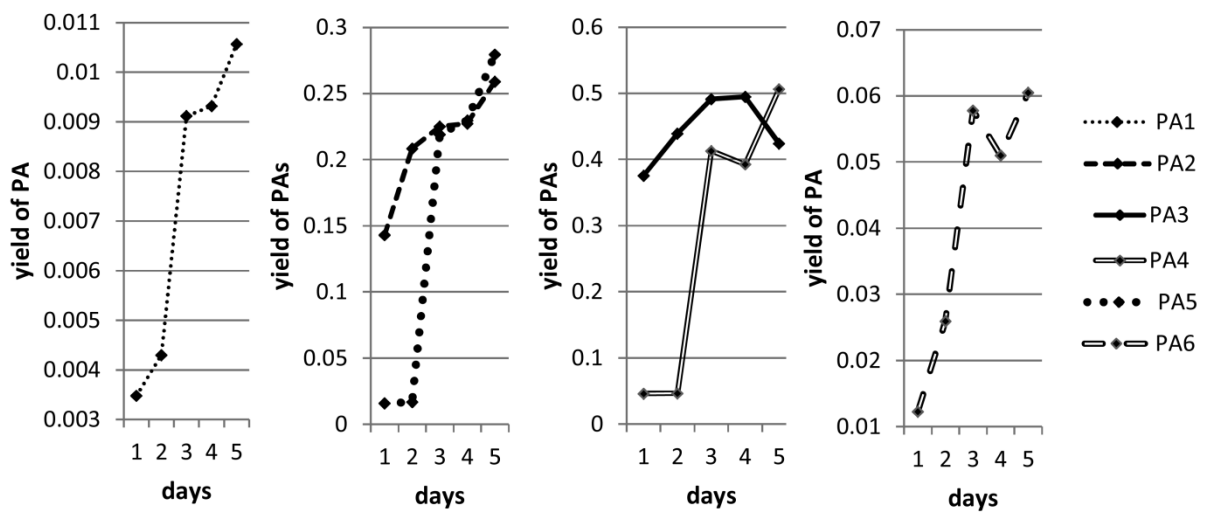 0.011
0.01
0.009
0.008
0.007
0.006
0.005
0.004
0.003
yield of PA
1 2 3 4 5
days
0.3
0.25
0.2
0.15
0.1
0.05
0
yield of PAs
1 2 3 4 5
days
0.6
0.5
0.4
0.3
0.2
0.1
0
yield of PAs
1 2 3 4 5
days
0.07
0.06
0.05
0.04
0.03
0.02
0.01
yield of PA
1 2 3 4 5
days
PA1
PA2
PA3
PA4
PA5
PA6